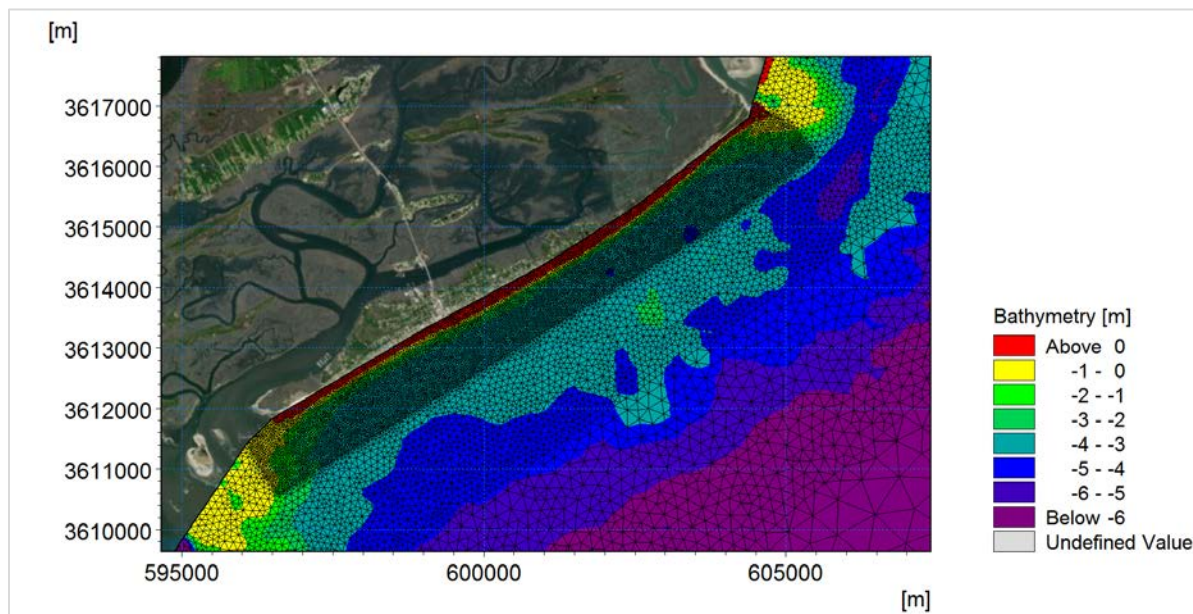 [m]
3617000
3616000
3615000
3614000
3613000
3612000
3611000
3610000
595000
600000
605000
[m]
Bathymetry [m]
Above 0
-1 - 0
-2 - -1
-3 - -2
-4 - -3
-5 - -4
-6 - -5
Below -6
Undefined Value